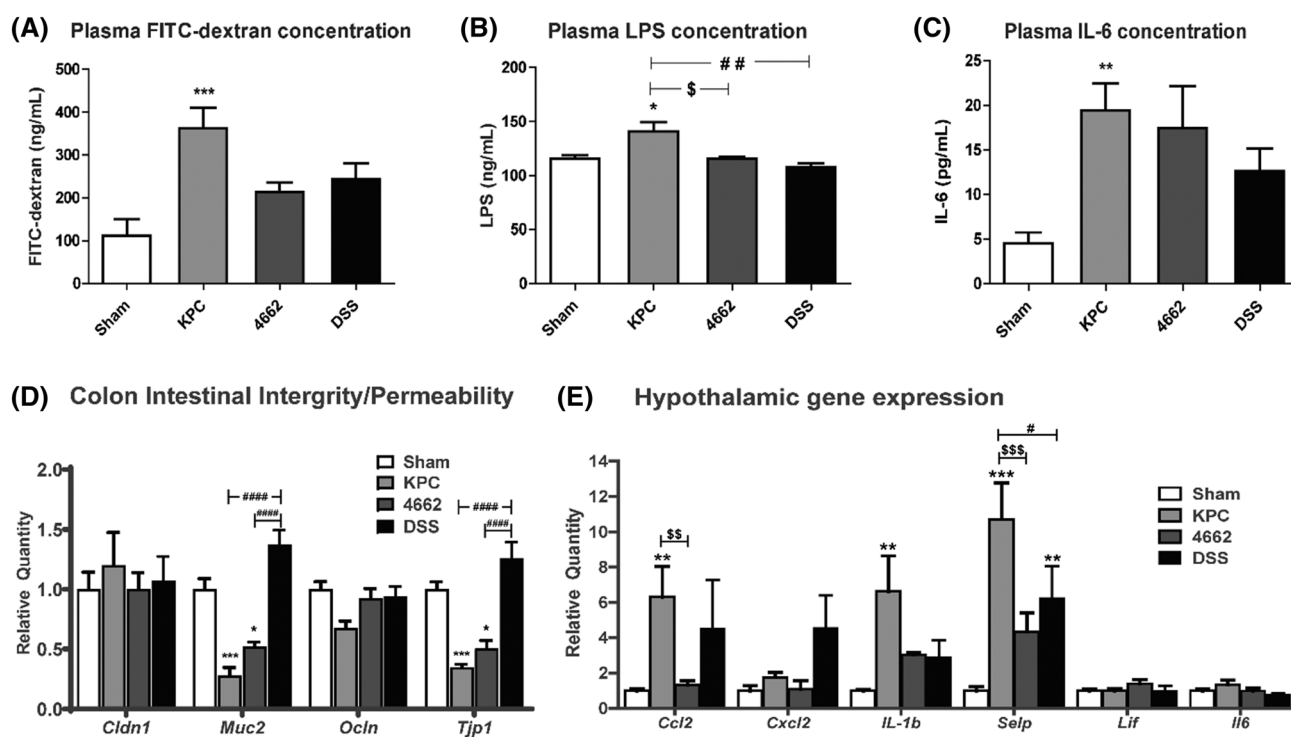 (A) Plasma FITC-dextran concentration
FITC-dextran (ng/mL)
500
400
300
200
100
0
***
Sham KPC 4662 DSS
(B) Plasma LPS concentration
LPS (ng/mL)
200
150
100
50
0
##
$
*
Sham KPC 4662 DSS
(C) Plasma IL-6 concentration
IL-6 (pg/mL)
25
20
15
10
5
0
**
Sham KPC 4662 DSS
(D) Colon Intestinal Intergrity/Permeability
Relative Quantity
2.0
1.5
1.0
0.5
0.0
Sham
KPC
4662
DSS
#### ####
#### ####
*** * *** *
Cldn1 Muc2 Ocln Tjp1
(E) Hypothalamic gene expression
Relative Quantity
14
12
10
8
6
4
2
0
#
$$$
***
$$
** ** **
Sham
KPC
4662
DSS
Ccl2 Cxcl2 IL-1b Selp Lif Il6